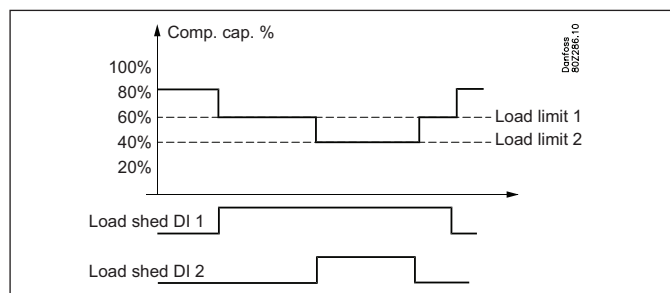 Comp. cap. %
Danfoss
80Z286.10
100%
80%
60%
Load limit 1
40%
Load limit 2
20%
Load shed DI 1
Load shed DI 2